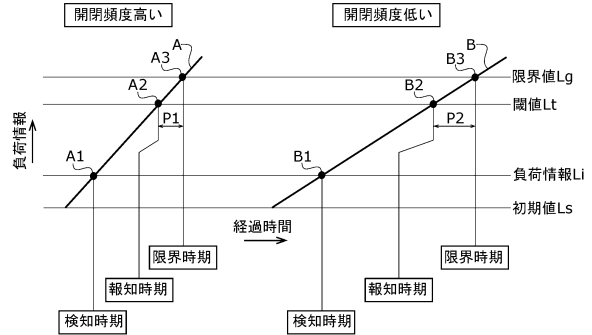 開閉頻度高い
開閉頻度低い
A
A3
A2
A1
P1
B
B3
B2
B1
P2
限界値Lg
閾値Lt
負荷情報Li
初期値Ls
負荷情報
経過時間
限界時期
報知時期
検知時期
限界時期
報知時期
検知時期